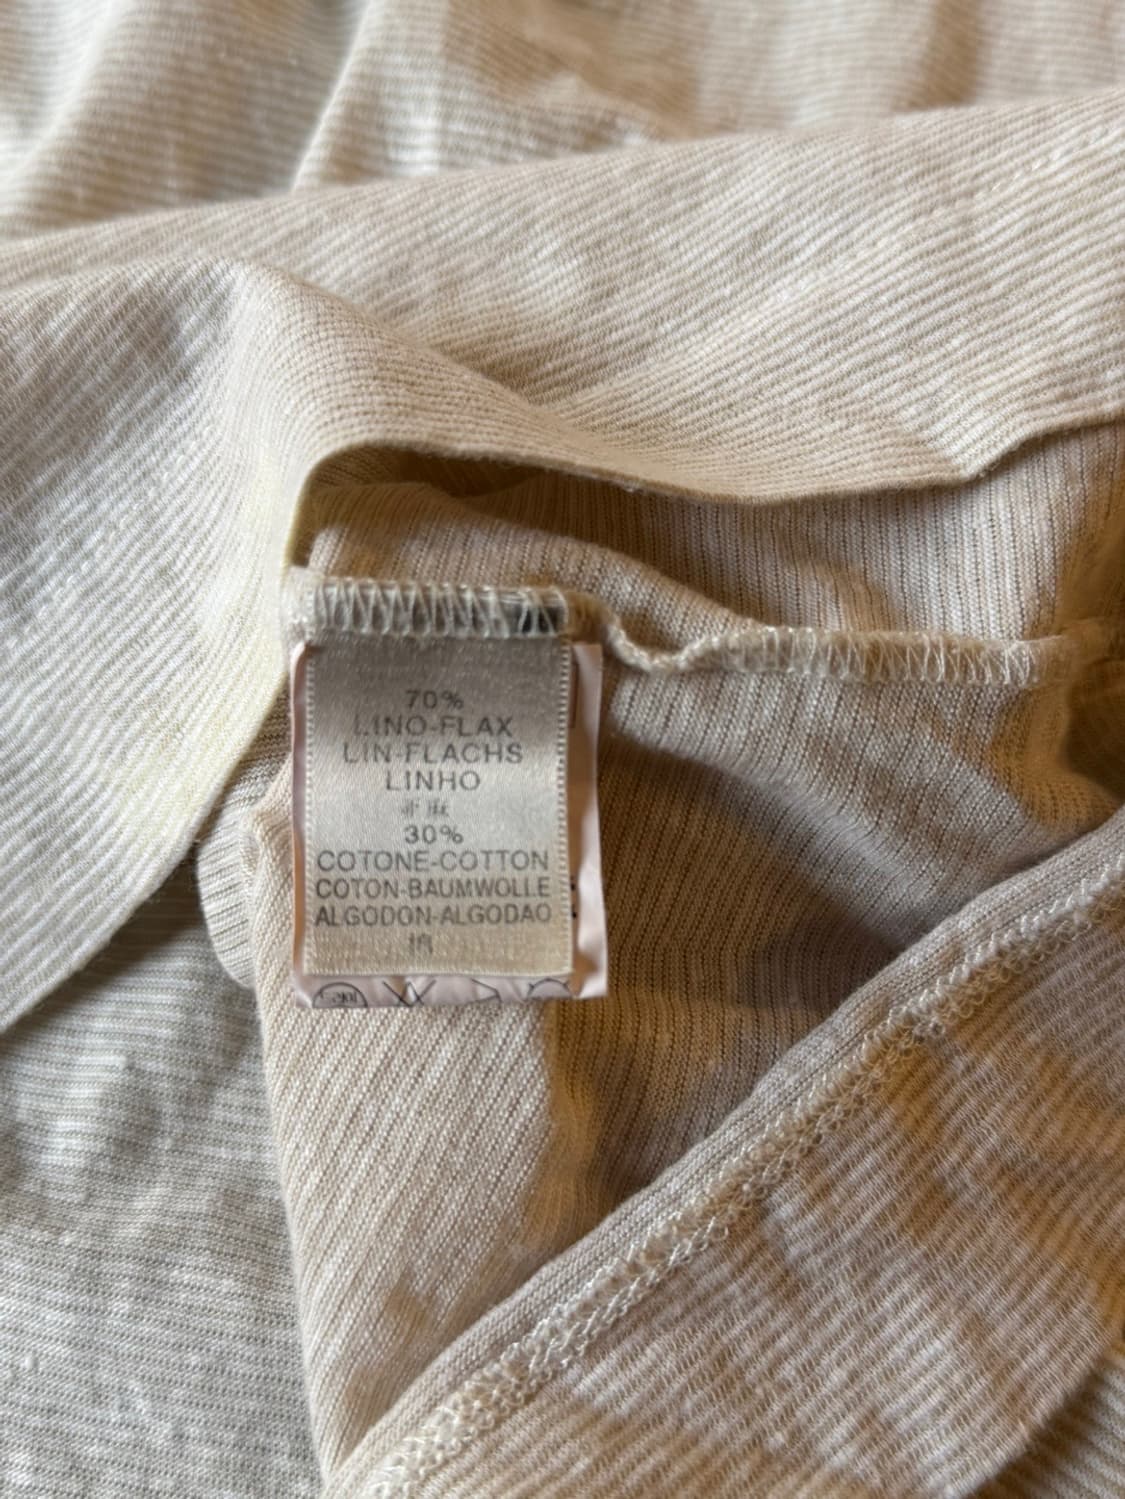 70%
LINO-FLAX
LIN-FLACHS
LINHO
30%
COTONE-COTTON
COTON-BAUMWOLLE
ALGODON-ALGODAO